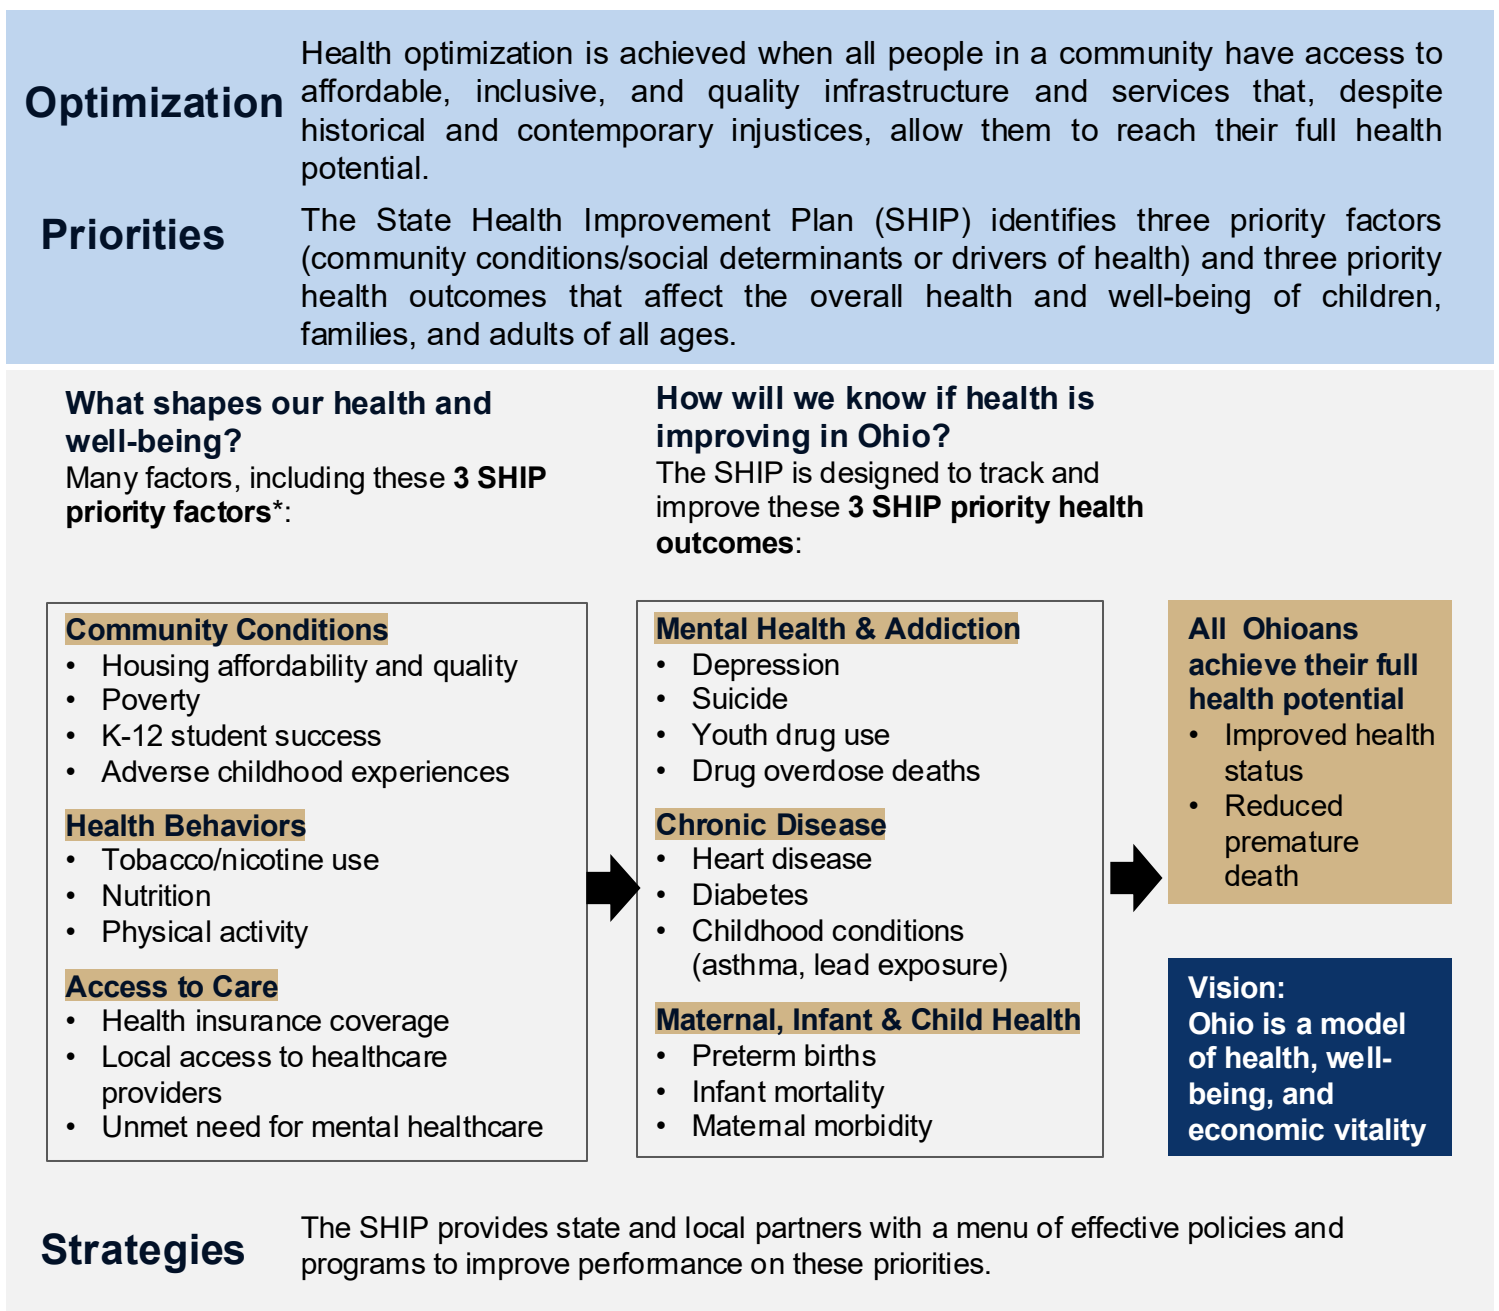 Optimization
Health optimization is achieved when all people in a community have access to
affordable, inclusive, and quality infrastructure and services that, despite
historical and contemporary injustices, allow them to reach their full health
potential.
Priorities
The State Health Improvement Plan (SHIP) identifies three priority factors
(community conditions/social determinants or drivers of health) and three priority
health outcomes that affect the overall health and well-being of children,
families, and adults of all ages.
What shapes our health and
well-being?
Many factors, including these 3 SHIP
priority factors*:
Community Conditions
• Housing affordability and quality
• Poverty
• K-12 student success
• Adverse childhood experiences
Health Behaviors
• Tobacco/nicotine use
• Nutrition
• Physical activity
Access to Care
• Health insurance coverage
• Local access to healthcare
providers
• Unmet need for mental healthcare
How will we know if health is
improving in Ohio?
The SHIP is designed to track and
improve these 3 SHIP priority health
outcomes:
Mental Health & Addiction
• Depression
• Suicide
• Youth drug use
• Drug overdose deaths
Chronic Disease
• Heart disease
• Diabetes
• Childhood conditions
(asthma, lead exposure)
Maternal, Infant & Child Health
• Preterm births
• Infant mortality
• Maternal morbidity
All Ohioans
achieve their full
health potential
• Improved health
status
• Reduced
premature
death
Vision:
Ohio is a model
of health, well-
being, and
economic vitality
Strategies
The SHIP provides state and local partners with a menu of effective policies and
programs to improve performance on these priorities.